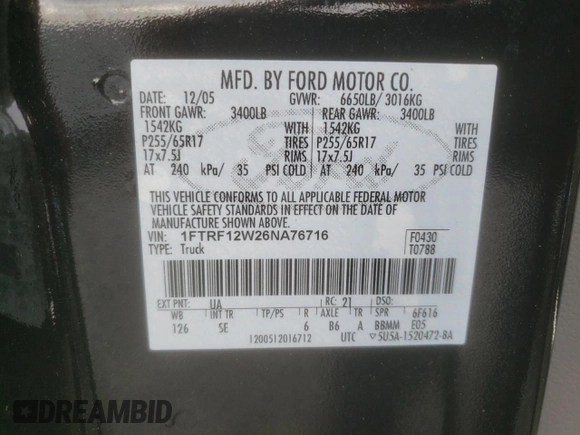 MFD. BY FORD MOTOR CO.
DATE: 12/05 GVWR: 6650LB/ 3016KG
FRONT GAWR: 3400LB REAR GAWR: 3400LB
1542KG WITH 1542KG WITH
P255/65R17 TIRES P255/65R17 TIRES
17x7.5J RIMS 17x7.5J RIMS
AT 240 kPa/ 35 PSI COLD AT 240 kPa/ 35 PSI COLD
THIS VEHICLE CONFORMS TO ALL APPLICABLE FEDERAL MOTOR
VEHICLE SAFETY STANDARDS IN EFFECT ON THE DATE OF
MANUFACTURE SHOWN ABOVE.
VIN: 1FTRF12W26NA76716 F0430
TYPE: Truck T0788
EXT PNT: UA RC: 21 DSO:
WB INT TR TP/PS R AXLE TR SPR 6F616
126 SE 6 B6 A BBMM E05
1200512016712 UTC 5U5A-1520472-BA
DREAMBID